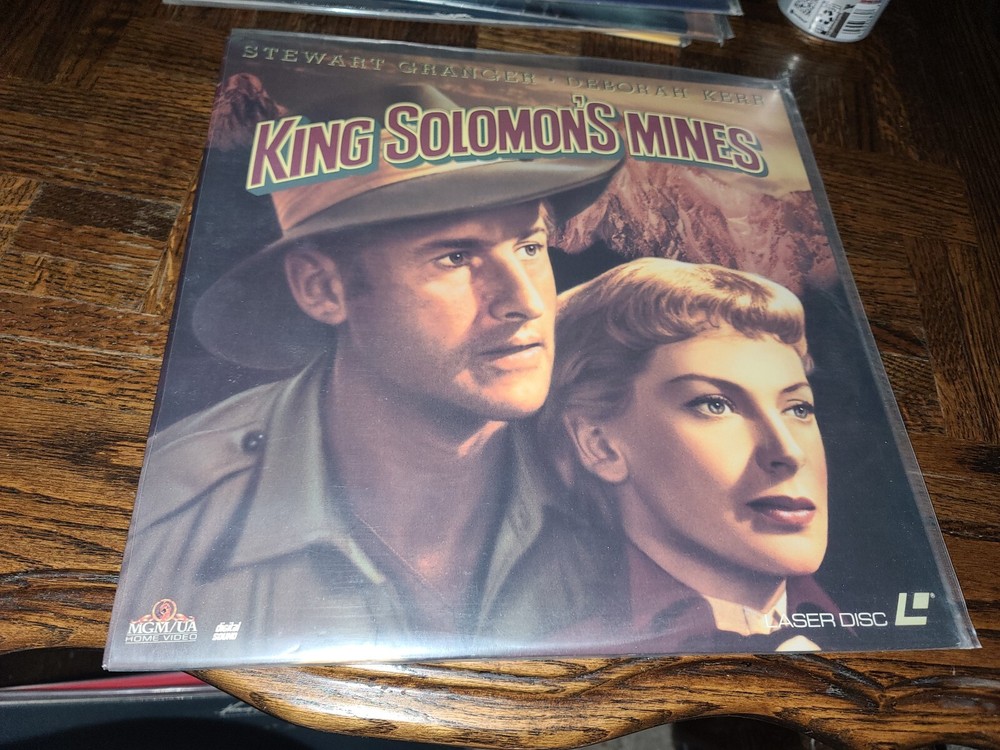 STEWART GRANGER · DEBORAH KERR
KING SOLOMON'S MINES
MGM/UA
HOME VIDEO
digital
SOUND
LASER DISC